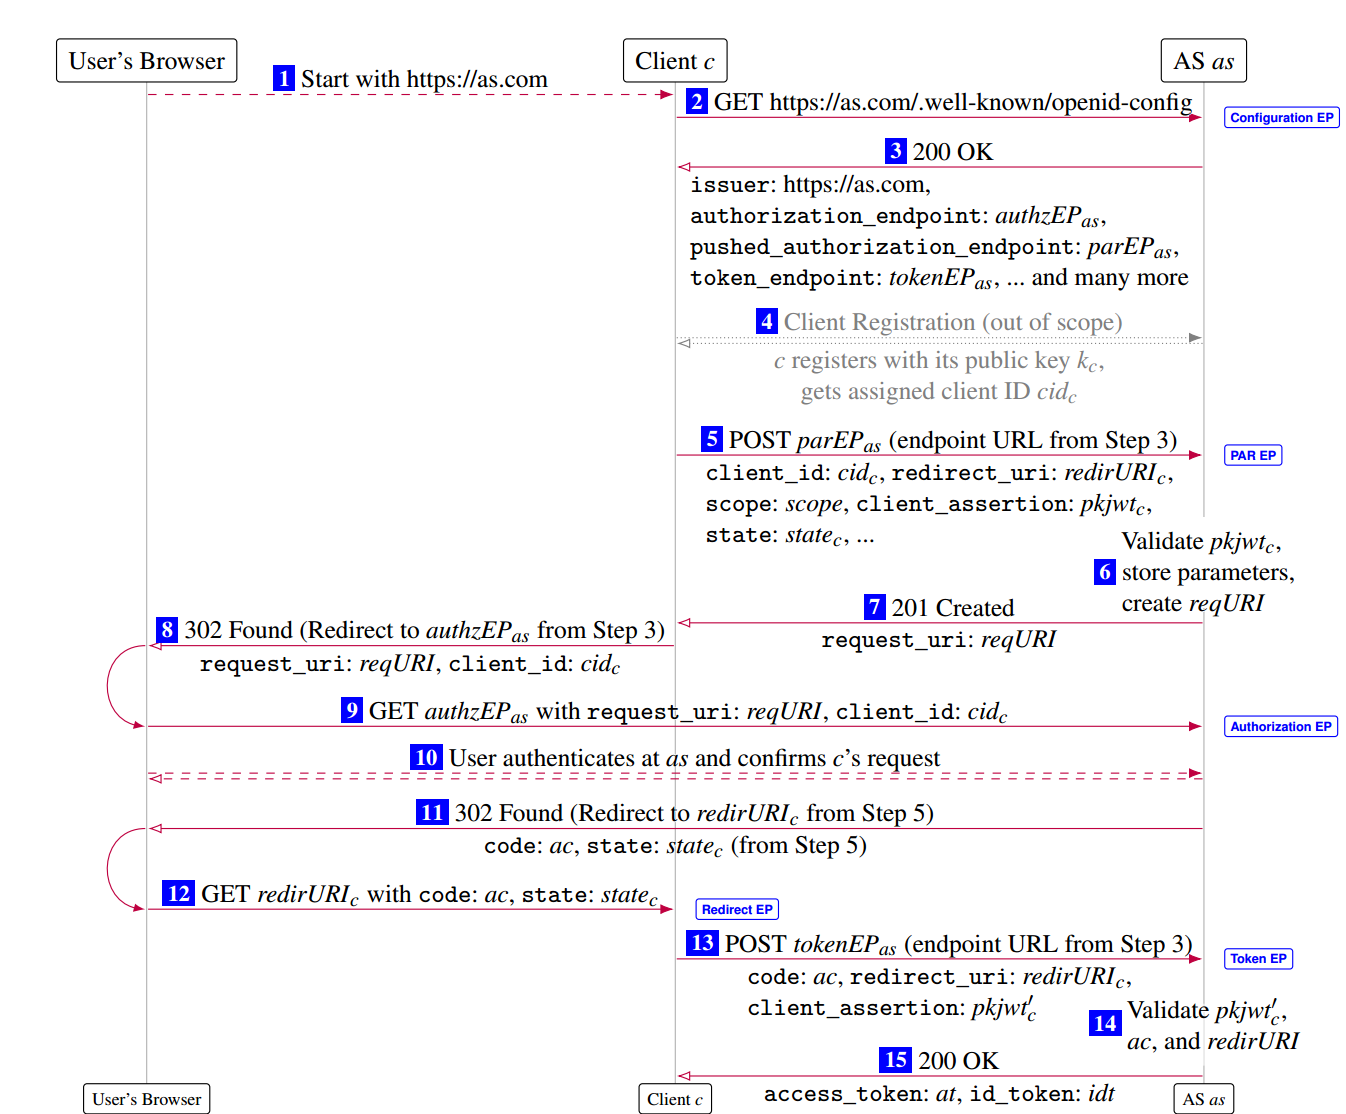 User's Browser
Client c
AS as
1 Start with https://as.com
2 GET https://as.com/.well-known/openid-config
Configuration EP
3 200 OK
issuer: https://as.com,
authorization_endpoint: authzEPas,
pushed_authorization_endpoint: parEPas,
token_endpoint: tokenEPas, ... and many more
4 Client Registration (out of scope)
c registers with its public key kc,
gets assigned client ID cidc
5 POST parEPas (endpoint URL from Step 3)
PAR EP
client_id: cidc, redirect_uri: redirURIc,
scope: scope, client_assertion: pkjwtc,
state: statec, ...
6 Validate pkjwtc,
store parameters,
create reqURI
7 201 Created
request_uri: reqURI
8 302 Found (Redirect to authzEPas from Step 3)
request_uri: reqURI, client_id: cidc
9 GET authzEPas with request_uri: reqURI, client_id: cidc
Authorization EP
10 User authenticates at as and confirms c's request
11 302 Found (Redirect to redirURIc from Step 5)
code: ac, state: statec (from Step 5)
12 GET redirURIc with code: ac, state: statec
Redirect EP
13 POST tokenEPas (endpoint URL from Step 3)
Token EP
code: ac, redirect_uri: redirURIc,
client_assertion: pkjwt′c
14 Validate pkjwt′c,
ac, and redirURI
15 200 OK
access_token: at, id_token: idt
User's Browser
Client c
AS as